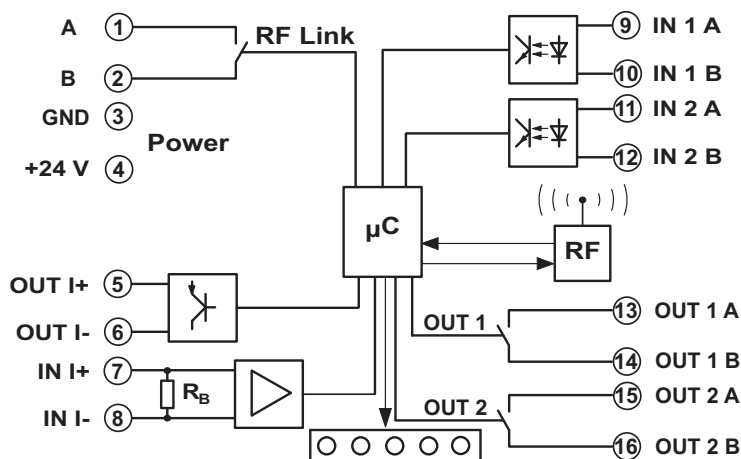 A 1
RF Link
B 2
GND 3
Power
+24 V 4
OUT I+ 5
OUT I- 6
IN I+ 7
R_B
IN I- 8
µC
RF
9 IN 1 A
10 IN 1 B
11 IN 2 A
12 IN 2 B
OUT 1
13 OUT 1 A
14 OUT 1 B
OUT 2
15 OUT 2 A
16 OUT 2 B